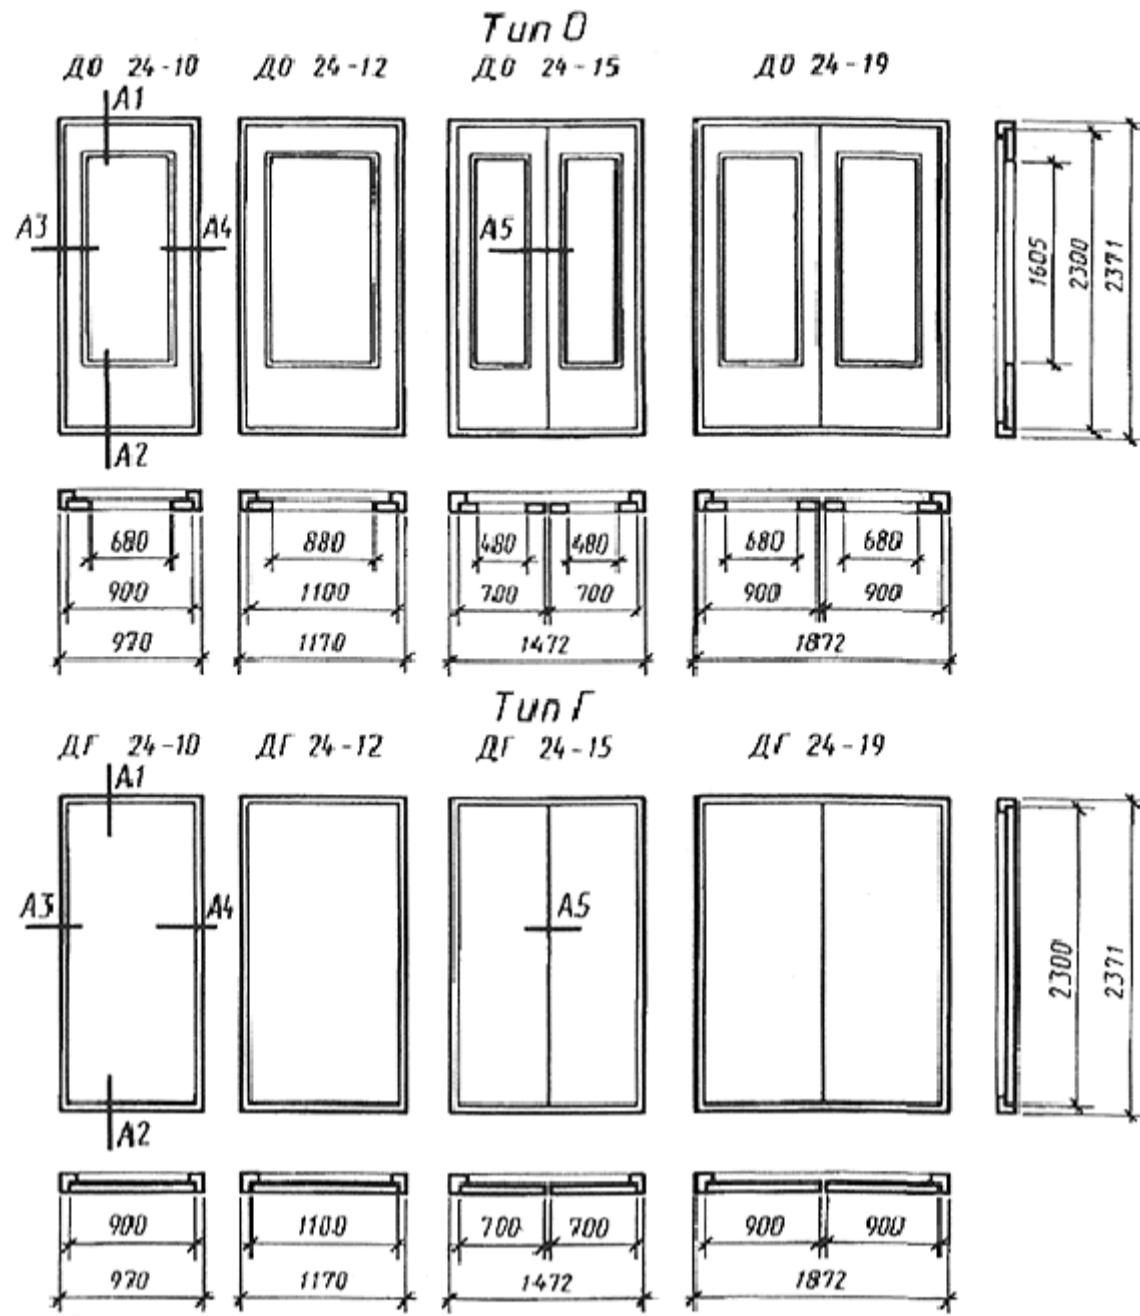 Тип О
ДО 24-10 ДО 24-12 ДО 24-15 ДО 24-19
А1
А3 А4 А5
А2
1605 2300 2371
680 880 480 480 680 680
900 1100 700 700 900 900
970 1170 1472 1872
Тип Г
ДГ 24-10 ДГ 24-12 ДГ 24-15 ДГ 24-19
А1
А3 А4 А5
А2
2300 2371
900 1100 700 700 900 900
970 1170 1472 1872